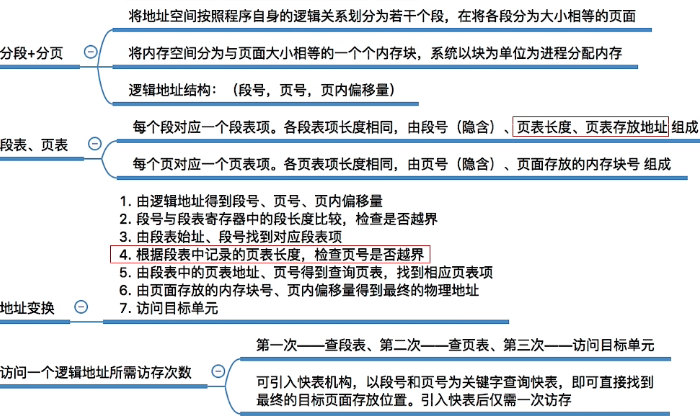 分段+分页
将地址空间按照程序自身的逻辑关系划分为若干个段，在将各段分为大小相等的页面
将内存空间分为与页面大小相等的一个个内存块，系统以块为单位为进程分配内存
逻辑地址结构：（段号，页号，页内偏移量）
段表、页表
每个段对应一个段表项。各段表项长度相同，由段号（隐含）、页表长度、页表存放地址 组成
每个页对应一个页表项。各页表项长度相同，由页号（隐含）、页面存放的内存块号 组成
地址变换
1. 由逻辑地址得到段号、页号、页内偏移量
2. 段号与段表寄存器中的段长度比较，检查是否越界
3. 由段表始址、段号找到对应段表项
4. 根据段表中记录的页表长度，检查页号是否越界
5. 由段表中的页表地址、页号得到查询页表，找到相应页表项
6. 由页面存放的内存块号、页内偏移量得到最终的物理地址
7. 访问目标单元
访问一个逻辑地址所需访存次数
第一次——查段表、第二次——查页表、第三次——访问目标单元
可引入快表机构，以段号和页号为关键字查询快表，即可直接找到
最终的目标页面存放位置。引入快表后仅需一次访存